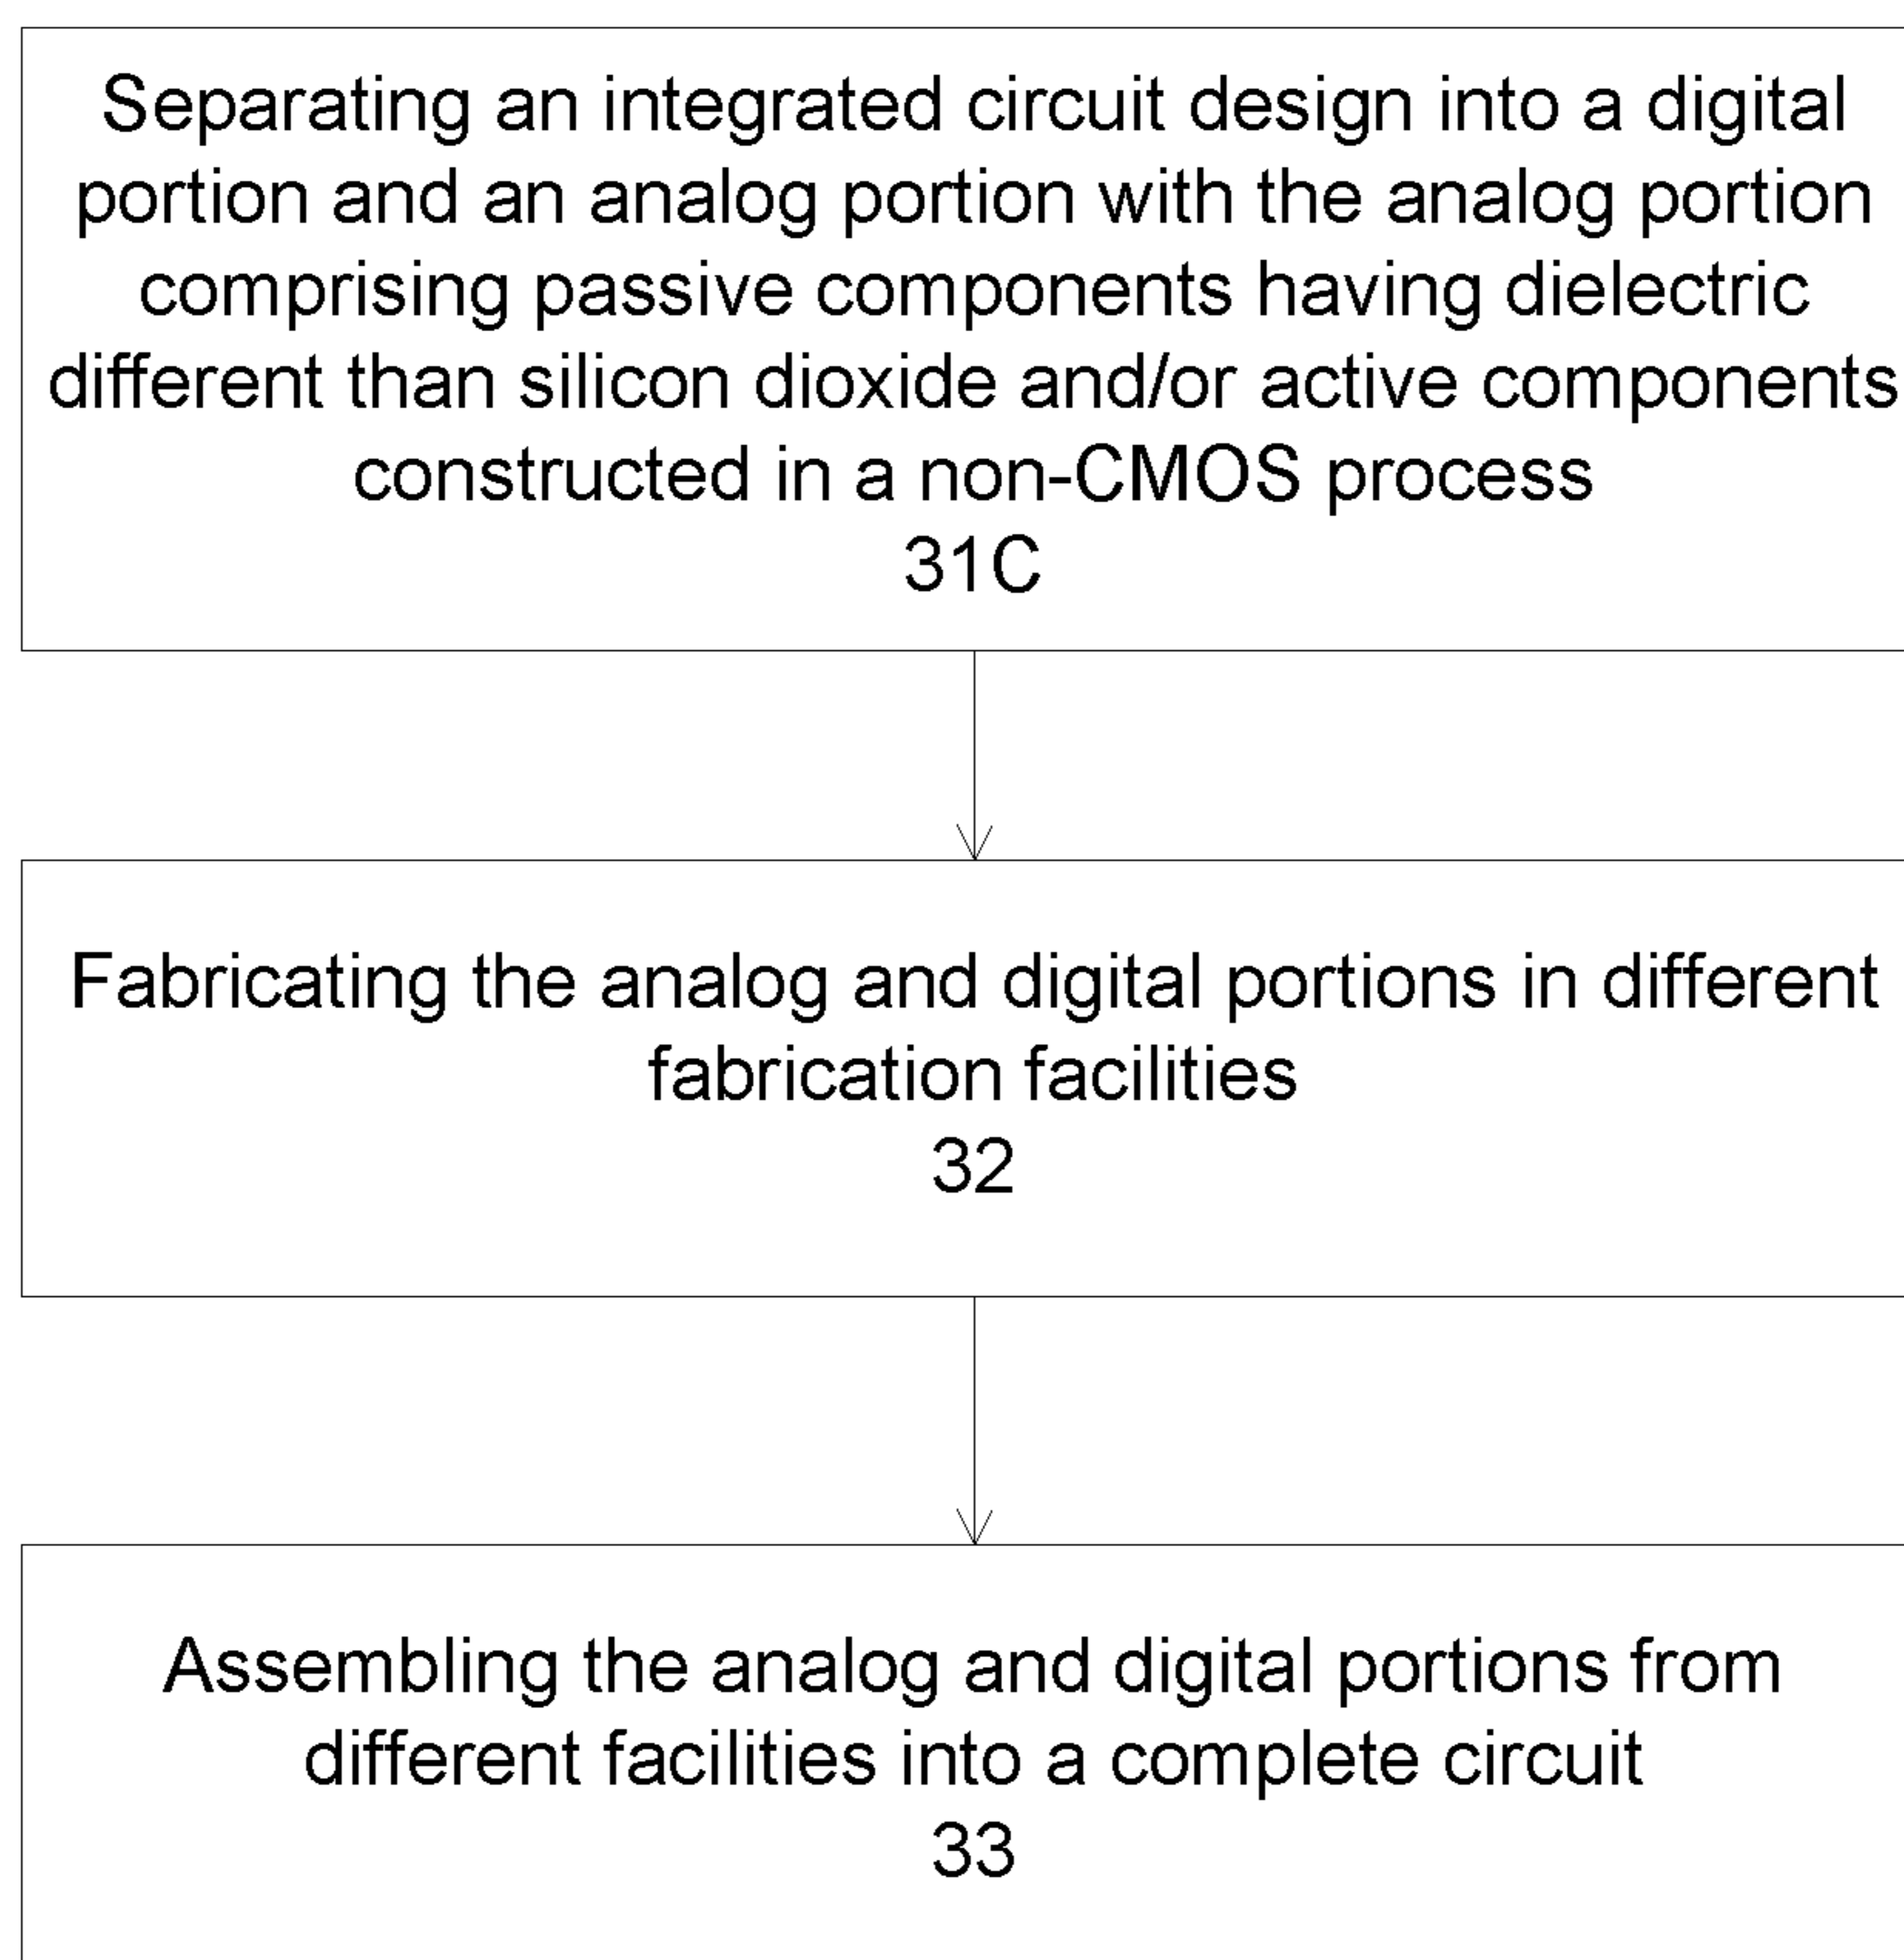 Separating an integrated circuit design into a digital
portion and an analog portion with the analog portion
comprising passive components having dielectric
different than silicon dioxide and/or active components
constructed in a non-CMOS process
31C
Fabricating the analog and digital portions in different
fabrication facilities
32
Assembling the analog and digital portions from
different facilities into a complete circuit
33